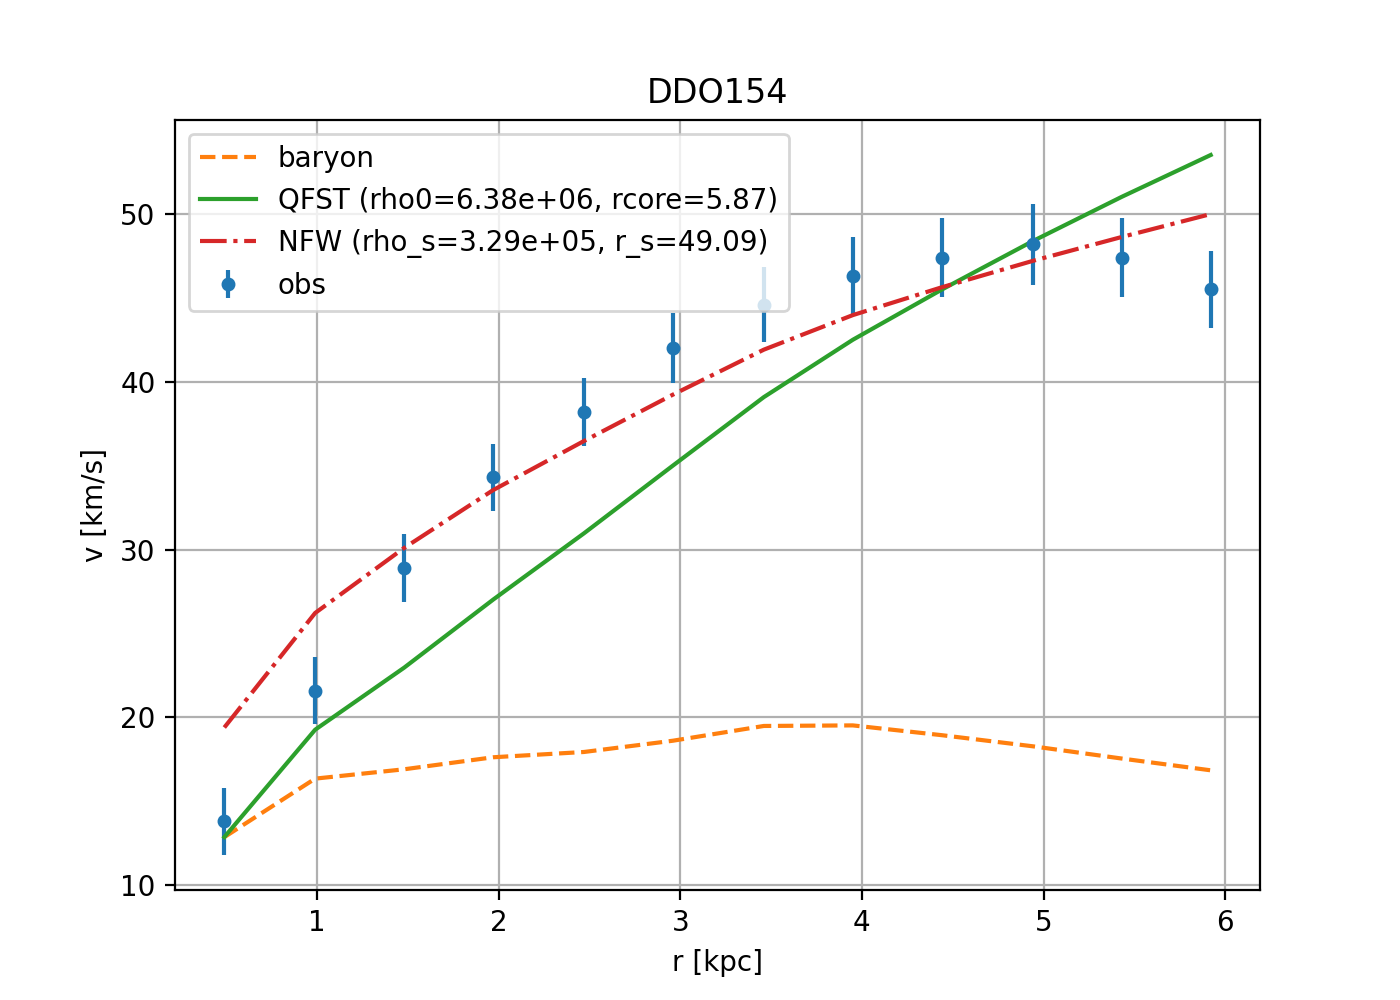 DDO154
baryon
QFST (rho0=6.38e+06, rcore=5.87)
NFW (rho_s=3.29e+05, r_s=49.09)
obs
v [km/s]
50
40
30
20
10
1 2 3 4 5 6
r [kpc]